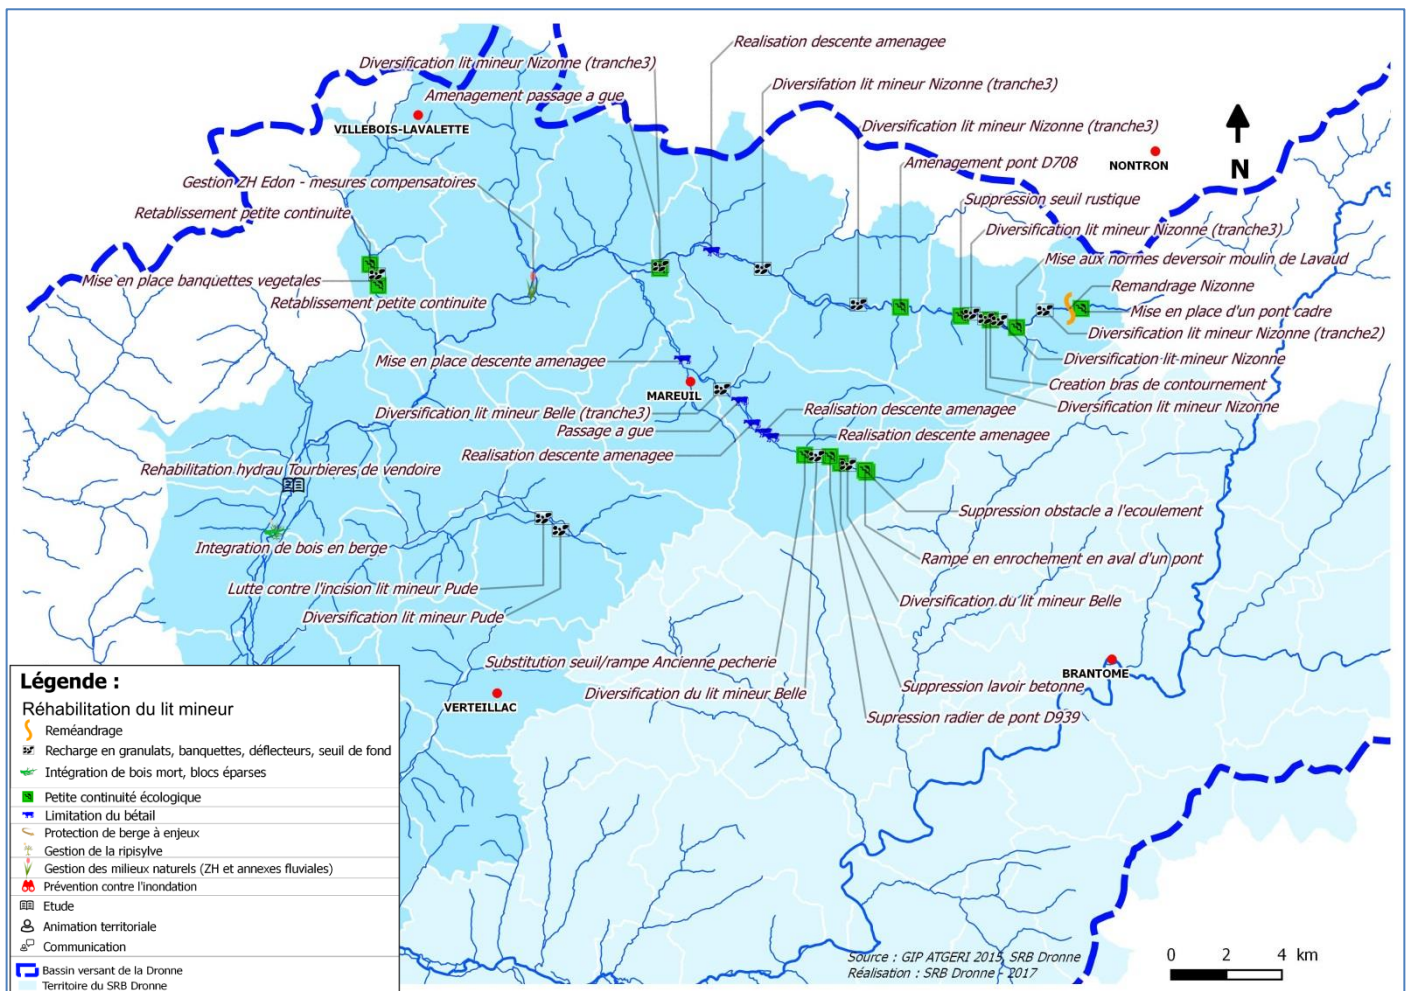 Realisation descente amenagee
Diversification lit mineur Nizonne (tranche3)
Diversifation lit mineur Nizonne (tranche3)
Amenagement passage a gue
VILLEBOIS-LAVALETTE
Diversification lit mineur Nizonne (tranche3)
NONTRON
N
Amenagement pont D708
Gestion ZH Edon - mesures compensatoires
Suppression seuil rustique
Retablissement petite continuite
Diversification lit mineur Nizonne (tranche3)
Mise aux normes deversoir moulin de Lavaud
Mise en place banquettes vegetales
Remandrage Nizonne
Retablissement petite continuite
Mise en place d'un pont cadre
Diversification lit mineur Nizonne (tranche2)
Mise en place descente amenagee
Diversification lit mineur Nizonne
MAREUIL
Creation bras de contournement
Diversification lit mineur Belle (tranche3)
Realisation descente amenagee
Diversification lit mineur Nizonne
Passage a gue
Realisation descente amenagee
Realisation descente amenagee
Rehabilitation hydrau Tourbieres de vendoire
Suppression obstacle a l'ecoulement
Integration de bois en berge
Rampe en enrochement en aval d'un pont
Lutte contre l'incision lit mineur Pude
Diversification du lit mineur Belle
Diversification lit mineur Pude
Substitution seuil/rampe Ancienne pecherie
BRANTOME
Diversification du lit mineur Belle
Suppression lavoir betonne
VERTEILLAC
Supression radier de pont D939
Légende :
Réhabilitation du lit mineur
Reméandrage
Recharge en granulats, banquettes, déflecteurs, seuil de fond
Intégration de bois mort, blocs éparses
Petite continuité écologique
Limitation du bétail
Protection de berge à enjeux
Gestion de la ripisylve
Gestion des milieux naturels (ZH et annexes fluviales)
Prévention contre l'inondation
Etude
Animation territoriale
Communication
Bassin versant de la Dronne
Territoire du SRB Dronne
Source : GIP ATGERI 2015, SRB Dronne
Réalisation : SRB Dronne - 2017
0 2 4 km